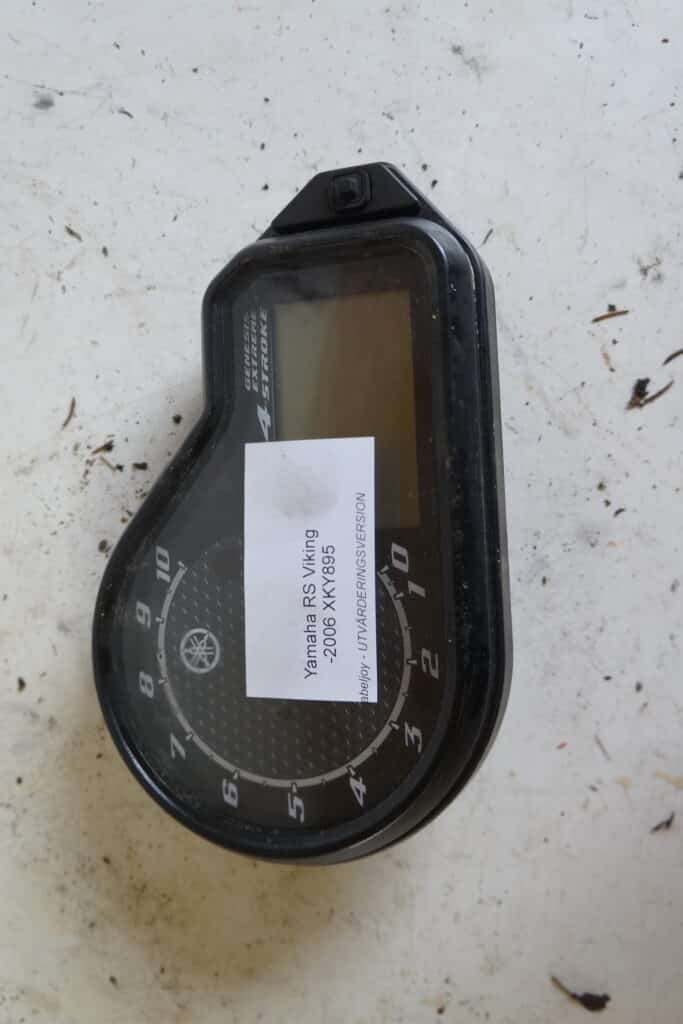 GENESIS
EXTREME
4-STROKE
Yamaha RS Viking
-2006 XKY895
abeljoy - UTVÄRDERINGSVERSION
0
1
2
3
4
5
6
7
8
9
10